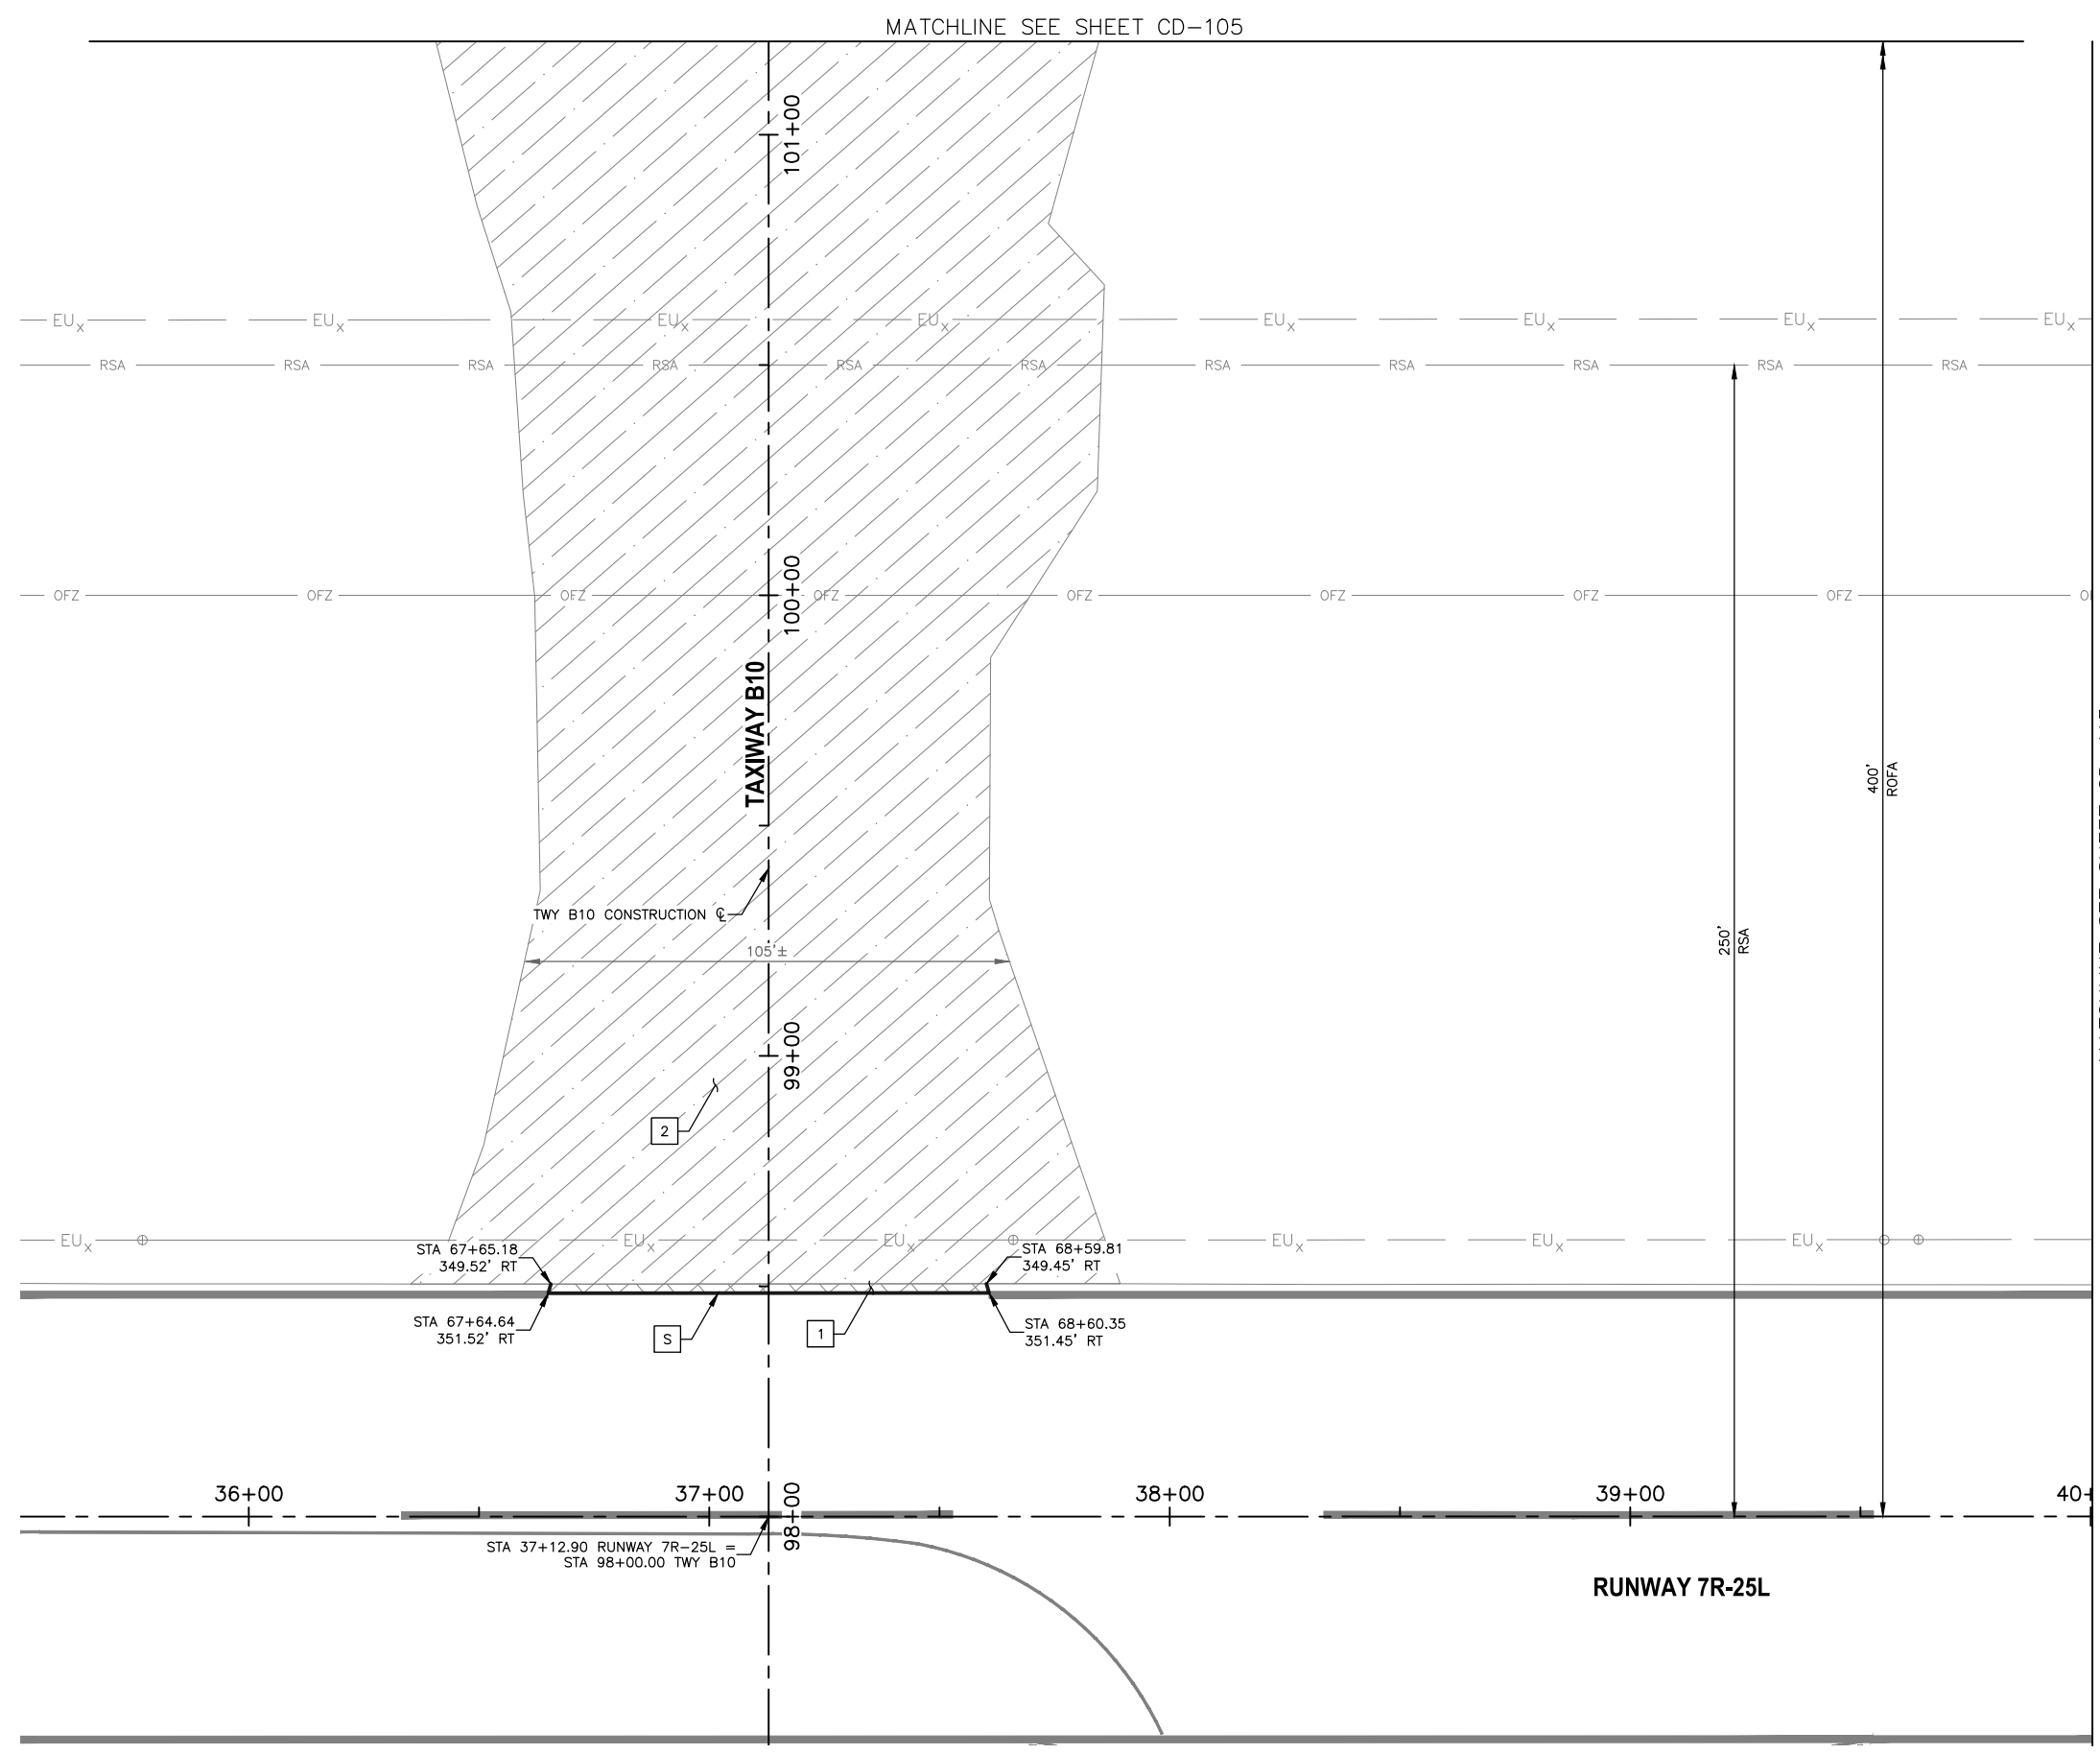 MATCHLINE SEE SHEET CD-105
101+00
EUX EUX EUX EUX EUX EUX EUX EUX
RSA RSA RSA RSA RSA RSA RSA RSA RSA RSA RSA
OFZ OFZ OFZ OFZ OFZ OFZ OFZ OFZ
100+00
TAXIWAY B10
400'
ROFA
250'
RSA
TWY B10 CONSTRUCTION ℄
105'±
99+00
2
EUX EUX EUX EUX EUX EUX
STA 67+65.18
349.52' RT
STA 68+59.81
349.45' RT
STA 67+64.64
351.52' RT
S
1
STA 68+60.35
351.45' RT
36+00 37+00 38+00 39+00
98+00
STA 37+12.90 RUNWAY 7R-25L =
STA 98+00.00 TWY B10
RUNWAY 7R-25L